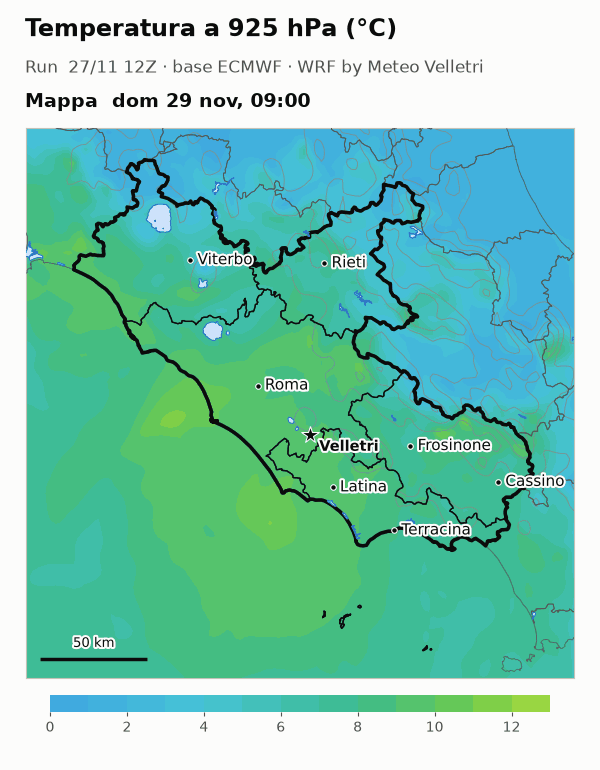 Temperatura a 925 hPa (°C)
Run  27/11 12Z · base ECMWF · WRF by Meteo Velletri
Mappa  dom 29 nov, 09:00
Viterbo
Rieti
Roma
Velletri
Frosinone
Latina
Cassino
Terracina
50 km
0 2 4 6 8 10 12